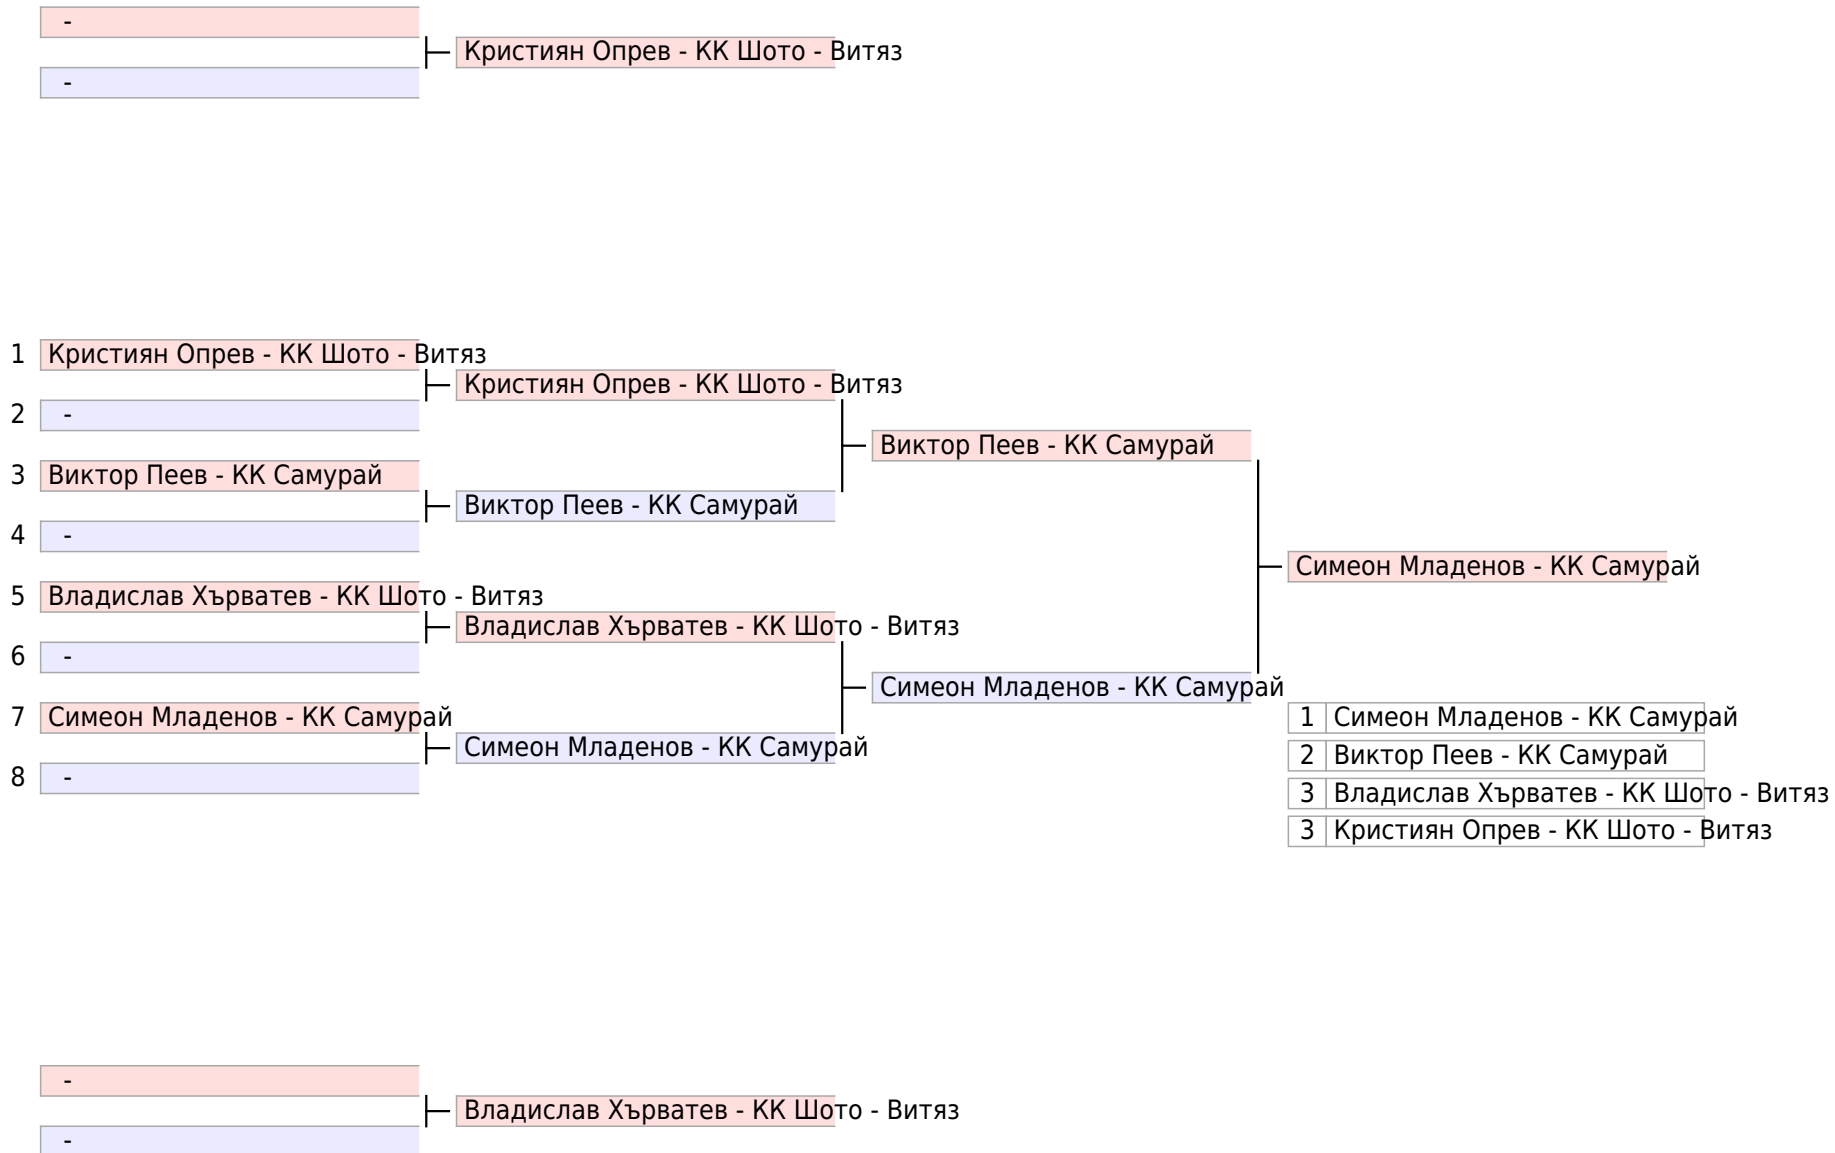 -
Кристиян Опрев - КК Шото - Витяз
-
1 Кристиян Опрев - КК Шото - Витяз
Кристиян Опрев - КК Шото - Витяз
2 -
Виктор Пеев - КК Самурай
3 Виктор Пеев - КК Самурай
Виктор Пеев - КК Самурай
4 -
Симеон Младенов - КК Самурай
5 Владислав Хърватев - КК Шото - Витяз
Владислав Хърватев - КК Шото - Витяз
6 -
Симеон Младенов - КК Самурай
7 Симеон Младенов - КК Самурай
Симеон Младенов - КК Самурай
8 -
1 Симеон Младенов - КК Самурай
2 Виктор Пеев - КК Самурай
3 Владислав Хърватев - КК Шото - Витяз
3 Кристиян Опрев - КК Шото - Витяз
-
Владислав Хърватев - КК Шото - Витяз
-